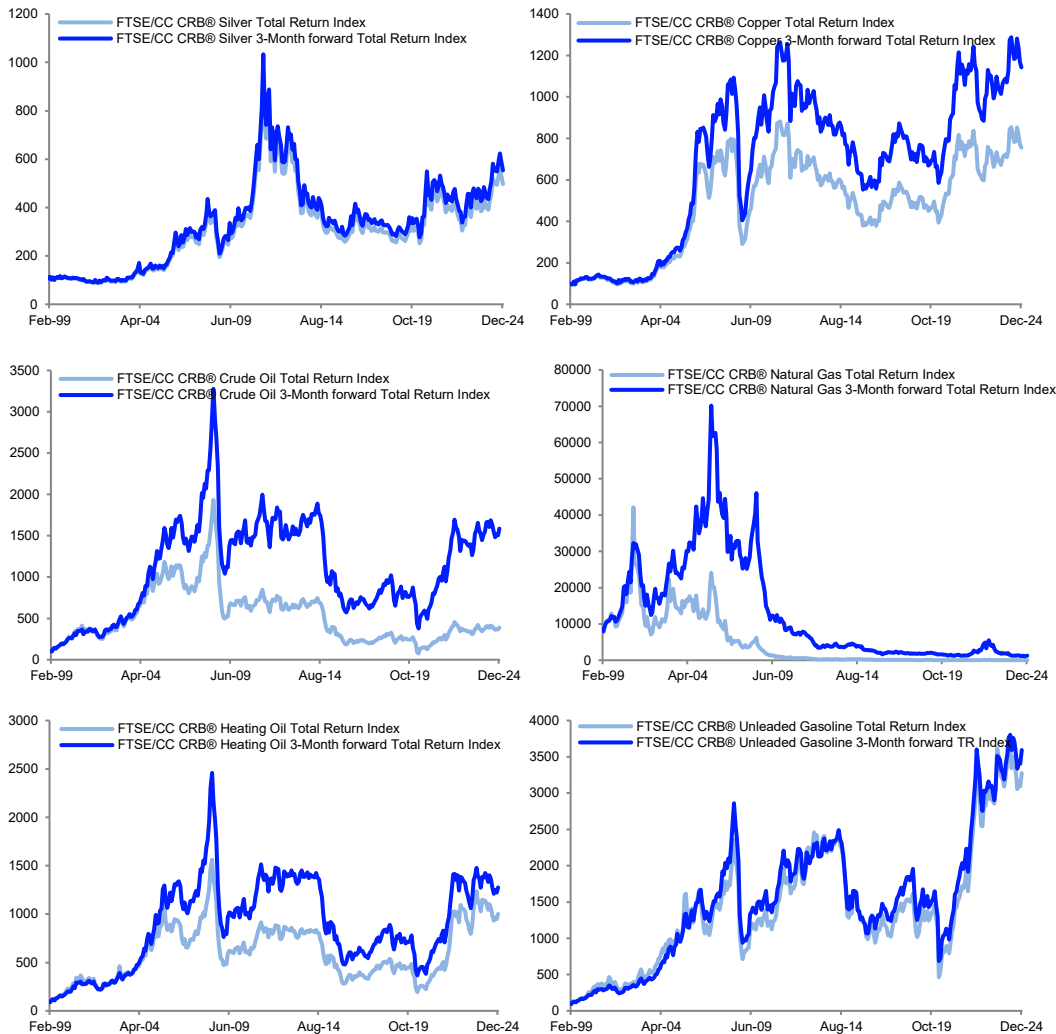 FTSE/CC CRB® Silver Total Return Index
FTSE/CC CRB® Silver 3-Month forward Total Return Index
1200
1000
800
600
400
200
0
Feb-99 Apr-04 Jun-09 Aug-14 Oct-19 Dec-24
FTSE/CC CRB® Copper Total Return Index
FTSE/CC CRB® Copper 3-Month forward Total Return Index
1400
1200
1000
800
600
400
200
0
Feb-99 Apr-04 Jun-09 Aug-14 Oct-19 Dec-24
FTSE/CC CRB® Crude Oil Total Return Index
FTSE/CC CRB® Crude Oil 3-Month forward Total Return Index
3500
3000
2500
2000
1500
1000
500
0
Feb-99 Apr-04 Jun-09 Aug-14 Oct-19 Dec-24
FTSE/CC CRB® Natural Gas Total Return Index
FTSE/CC CRB® Natural Gas 3-Month forward Total Return Index
80000
70000
60000
50000
40000
30000
20000
10000
0
Feb-99 Apr-04 Jun-09 Aug-14 Oct-19 Dec-24
FTSE/CC CRB® Heating Oil Total Return Index
FTSE/CC CRB® Heating Oil 3-Month forward Total Return Index
3000
2500
2000
1500
1000
500
0
Feb-99 Apr-04 Jun-09 Aug-14 Oct-19 Dec-24
FTSE/CC CRB® Unleaded Gasoline Total Return Index
FTSE/CC CRB® Unleaded Gasoline 3-Month forward TR Index
4000
3500
3000
2500
2000
1500
1000
500
0
Feb-99 Apr-04 Jun-09 Aug-14 Oct-19 Dec-24